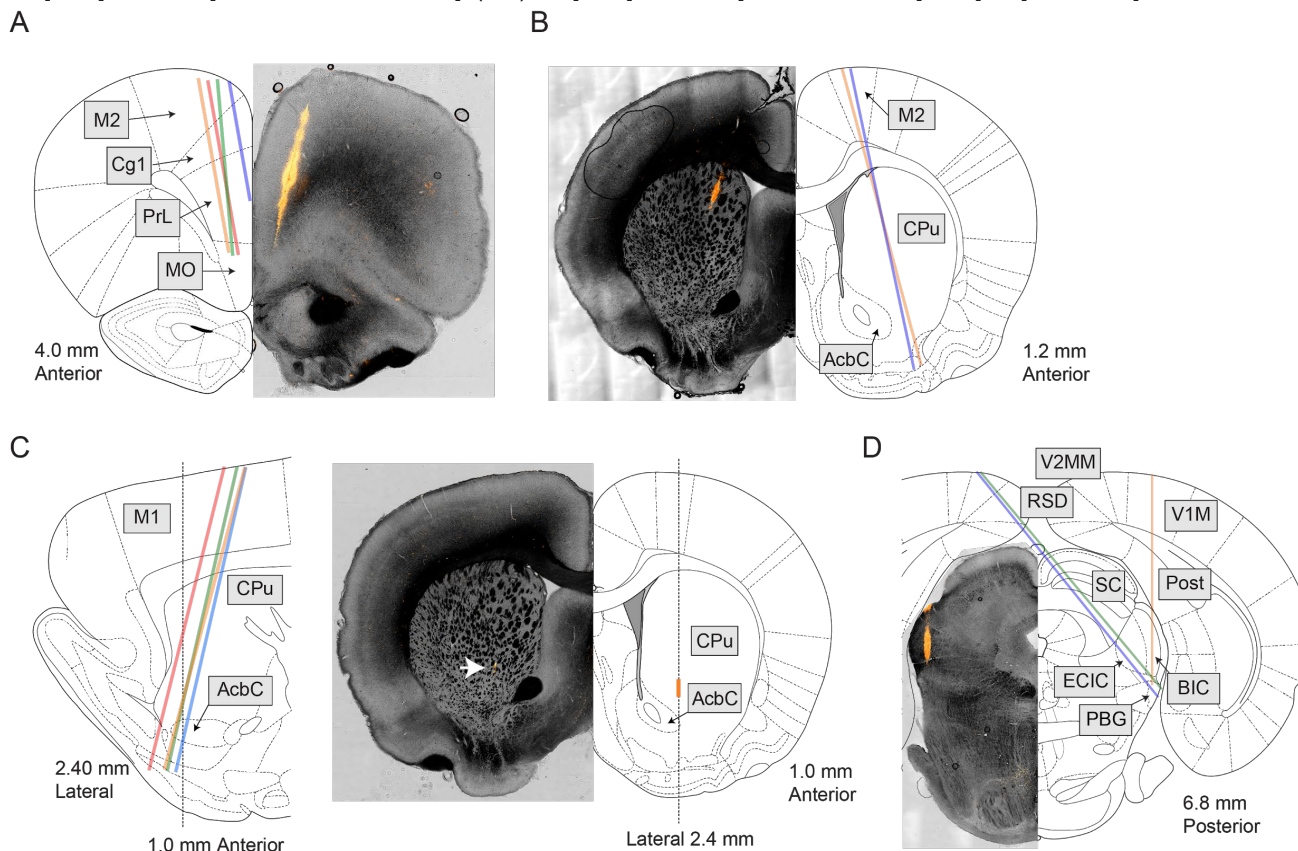 A
B
M2
Cg1
PrL
MO
4.0 mm
Anterior
M2
CPu
AcbC
1.2 mm
Anterior
C
D
M1
CPu
AcbC
2.40 mm
Lateral
1.0 mm Anterior
CPu
AcbC
1.0 mm
Anterior
Lateral 2.4 mm
V2MM
RSD
V1M
SC
Post
ECIC
BIC
PBG
6.8 mm
Posterior